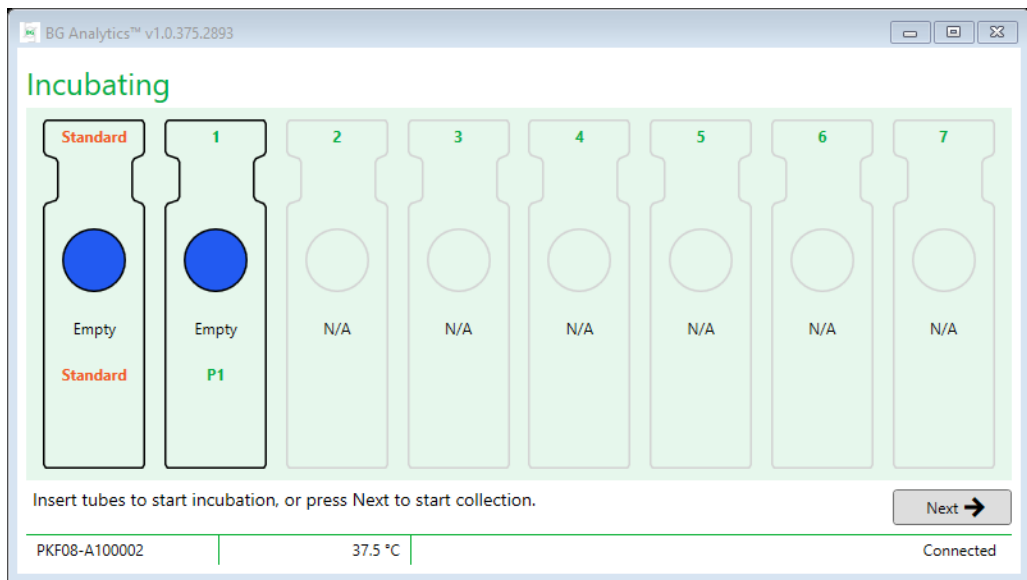 BG Analytics™ v1.0.375.2893
Incubating
Standard 1 2 3 4 5 6 7
Empty Empty N/A N/A N/A N/A N/A N/A
Standard P1
Insert tubes to start incubation, or press Next to start collection.
Next
PKF08-A100002 37.5 °C Connected